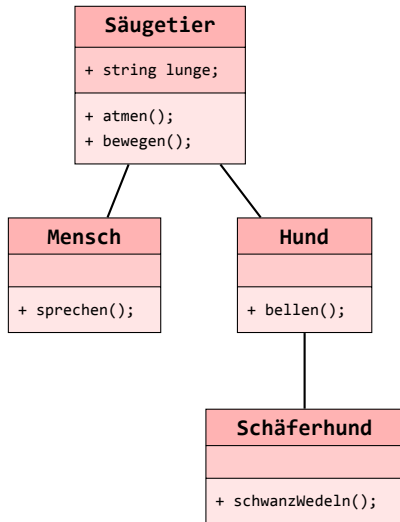 Säugetier
+ string lunge;
+ atmen();
+ bewegen();
Mensch
+ sprechen();
Hund
+ bellen();
Schäferhund
+ schwanzWedeln();